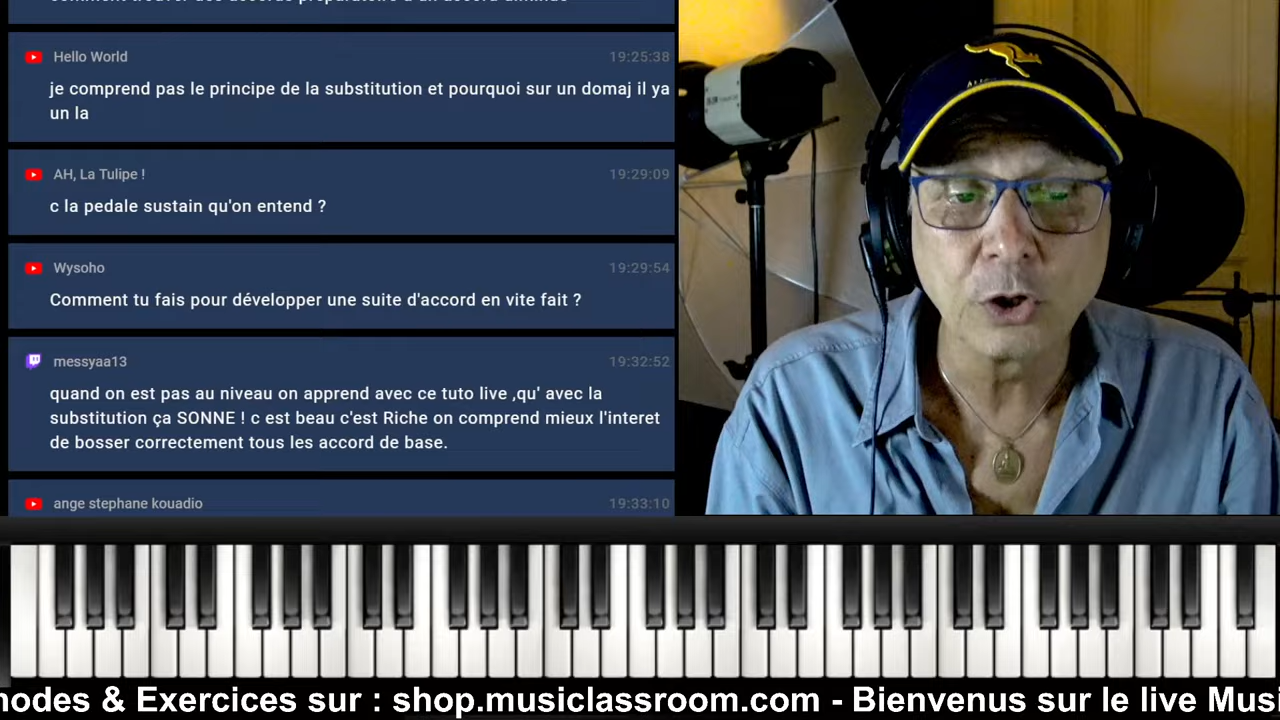 Hello World 19:25:38
je comprend pas le principe de la substitution et pourquoi sur un domaj il ya
un la
AH, La Tulipe ! 19:29:09
c la pedale sustain qu'on entend ?
Wysoho 19:29:54
Comment tu fais pour développer une suite d'accord en vite fait ?
messyaa13 19:32:52
quand on est pas au niveau on apprend avec ce tuto live ,qu' avec la
substitution ça SONNE ! c est beau c'est Riche on comprend mieux l'interet
de bosser correctement tous les accord de base.
ange stephane kouadio 19:33:10
& Exercices sur : shop.musiclassroom.com - Bienvenus sur le live